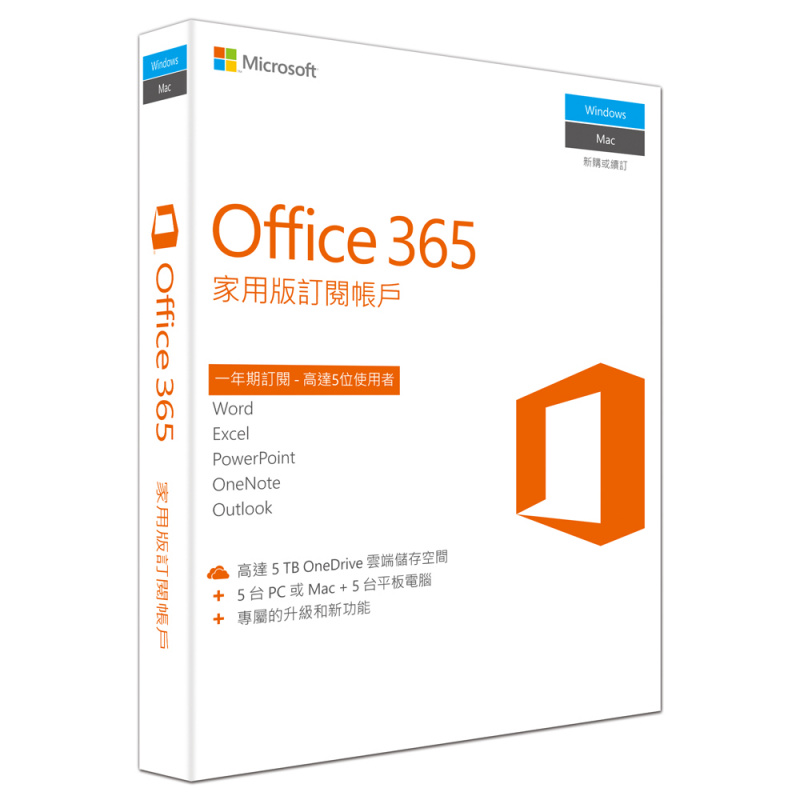 Windows
Mac
Microsoft
Windows
Mac
新購或續訂
Office 365
家用版訂閱帳戶
Office 365
家用版訂閱帳戶
一年期訂閱 - 高達5位使用者
Word
Excel
PowerPoint
OneNote
Outlook
高達 5 TB OneDrive 雲端儲存空間
+ 5 台 PC 或 Mac + 5 台平板電腦
+ 專屬的升級和新功能